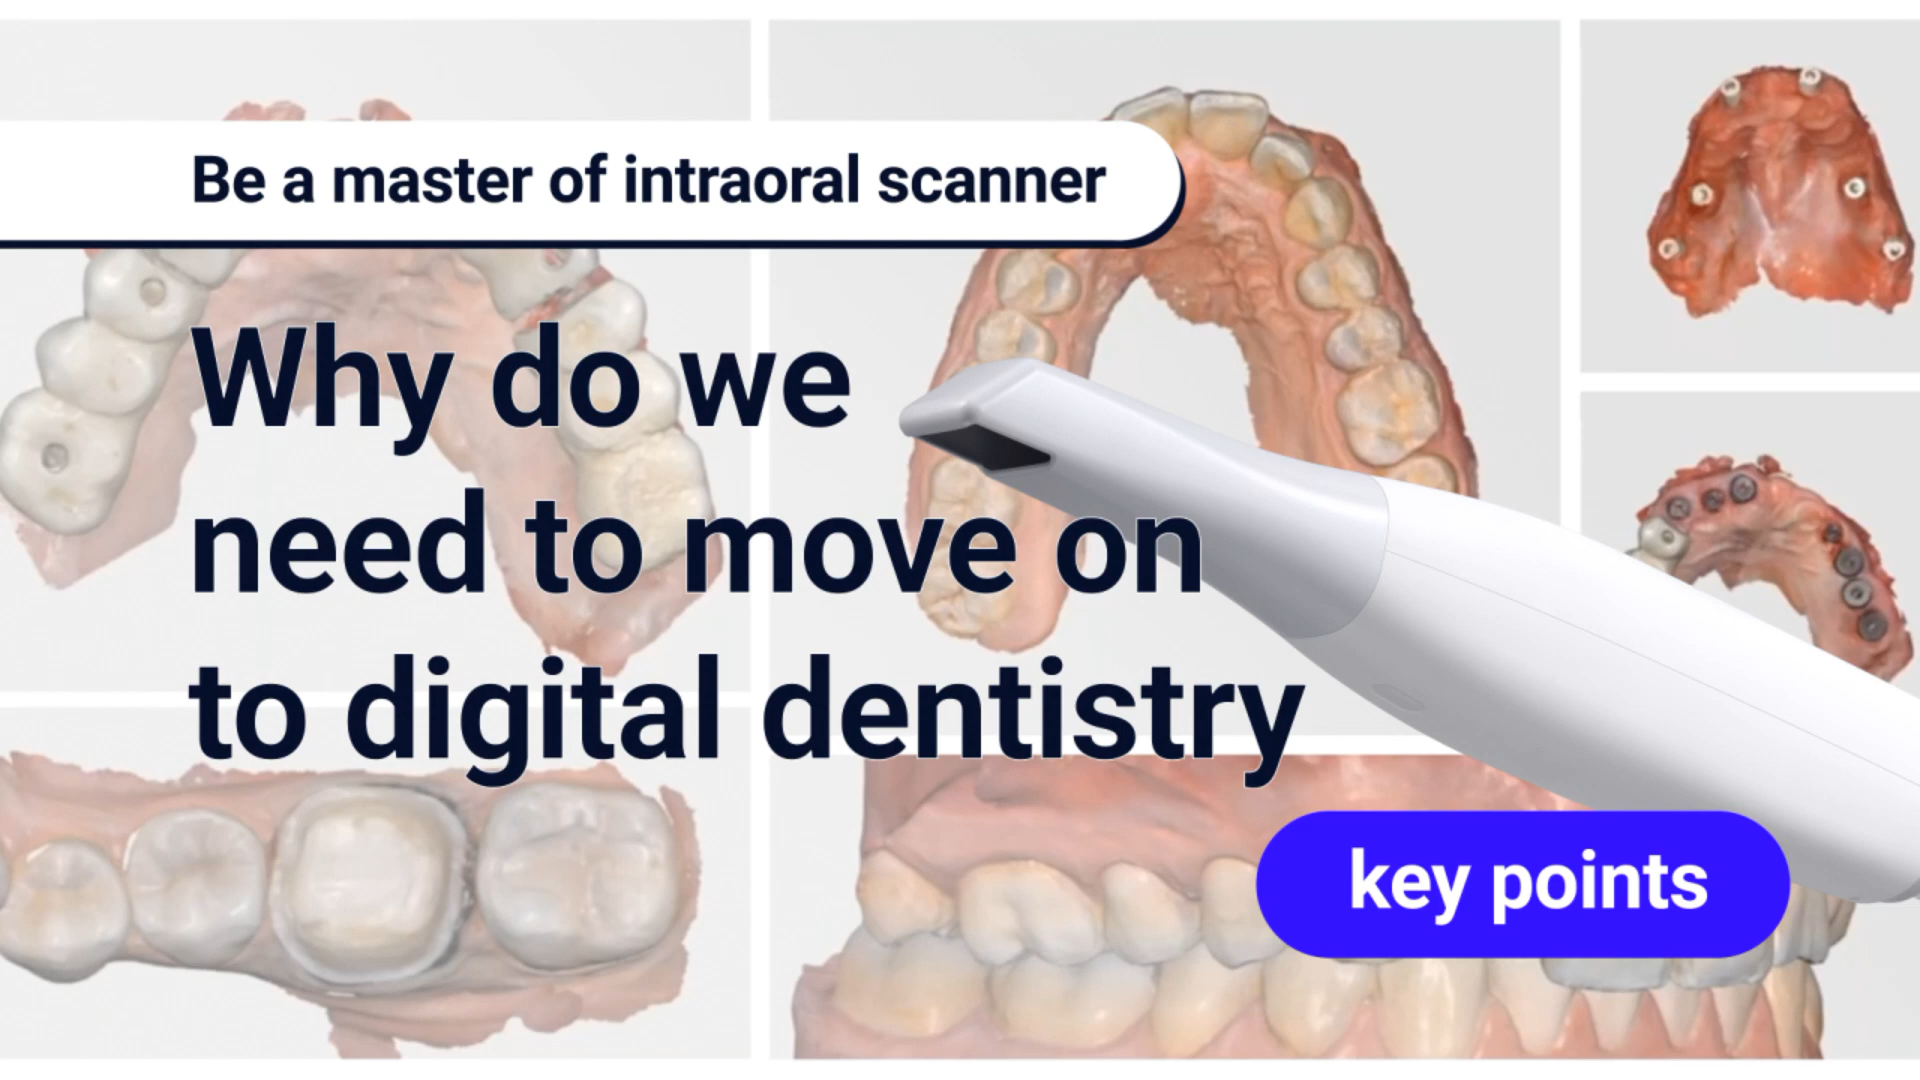 Be a master of intraoral scanner
Why do we
need to move on
to digital dentistry
key points